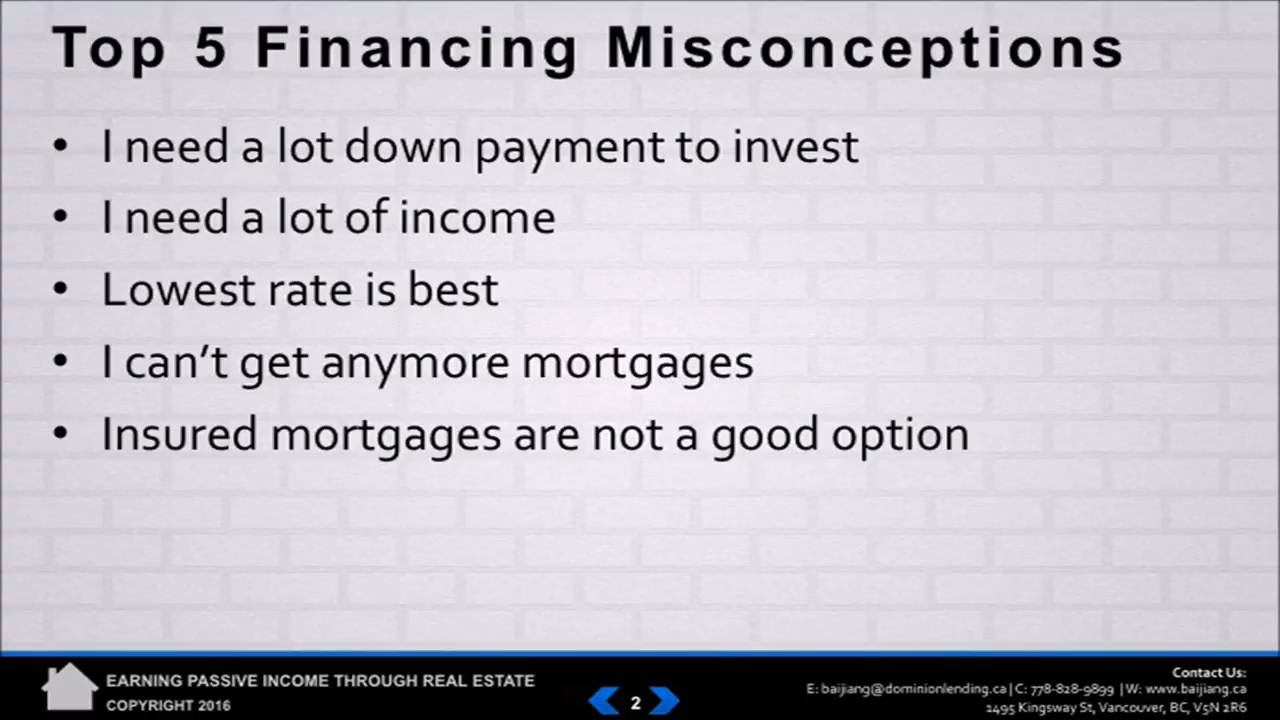 Top 5 Financing Misconceptions
• I need a lot down payment to invest
• I need a lot of income
• Lowest rate is best
• I can’t get anymore mortgages
• Insured mortgages are not a good option
EARNING PASSIVE INCOME THROUGH REAL ESTATE
COPYRIGHT 2016
2
Contact Us:
E: baijiang@dominionlending.ca | C: 778-828-9899 | W: www.baijiang.ca
1495 Kingsway St, Vancouver, BC, V5N 2R6